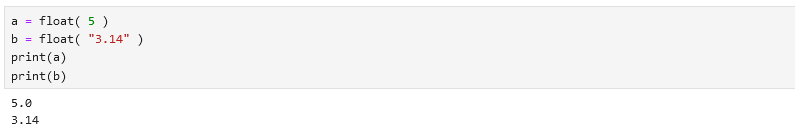 a = float( 5 )
b = float( "3.14" )
print(a)
print(b)
5.0
3.14